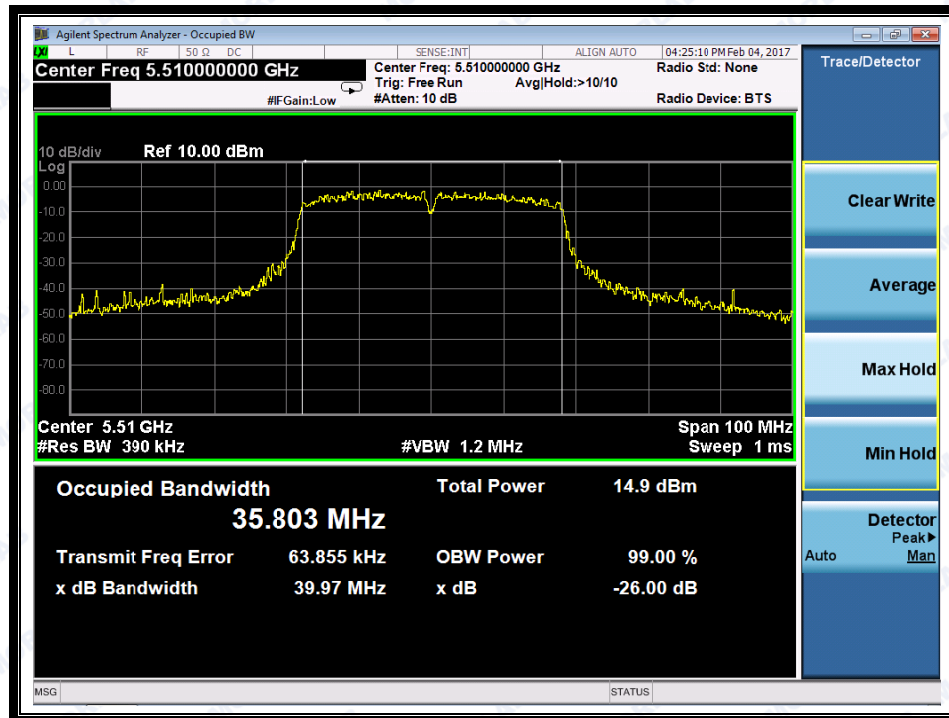 Agilent Spectrum Analyzer - Occupied BW
LXI L RF 50 Ω DC SENSE:INT ALIGN AUTO 04:25:10 PM Feb 04, 2017
Center Freq 5.510000000 GHz
Center Freq: 5.510000000 GHz
Radio Std: None
Trig: Free Run Avg|Hold:>10/10
#IFGain:Low
#Atten: 10 dB
Radio Device: BTS
10 dB/div Ref 10.00 dBm
Log
0.00
-10.0
-20.0
-30.0
-40.0
-50.0
-60.0
-70.0
-80.0
Center 5.51 GHz Span 100 MHz
#Res BW 390 kHz #VBW 1.2 MHz Sweep 1 ms
Occupied Bandwidth Total Power 14.9 dBm
35.803 MHz
Transmit Freq Error 63.855 kHz OBW Power 99.00 %
x dB Bandwidth 39.97 MHz x dB -26.00 dB
MSG STATUS
Trace/Detector
Clear Write
Average
Max Hold
Min Hold
Detector
Peak▶
Auto Man